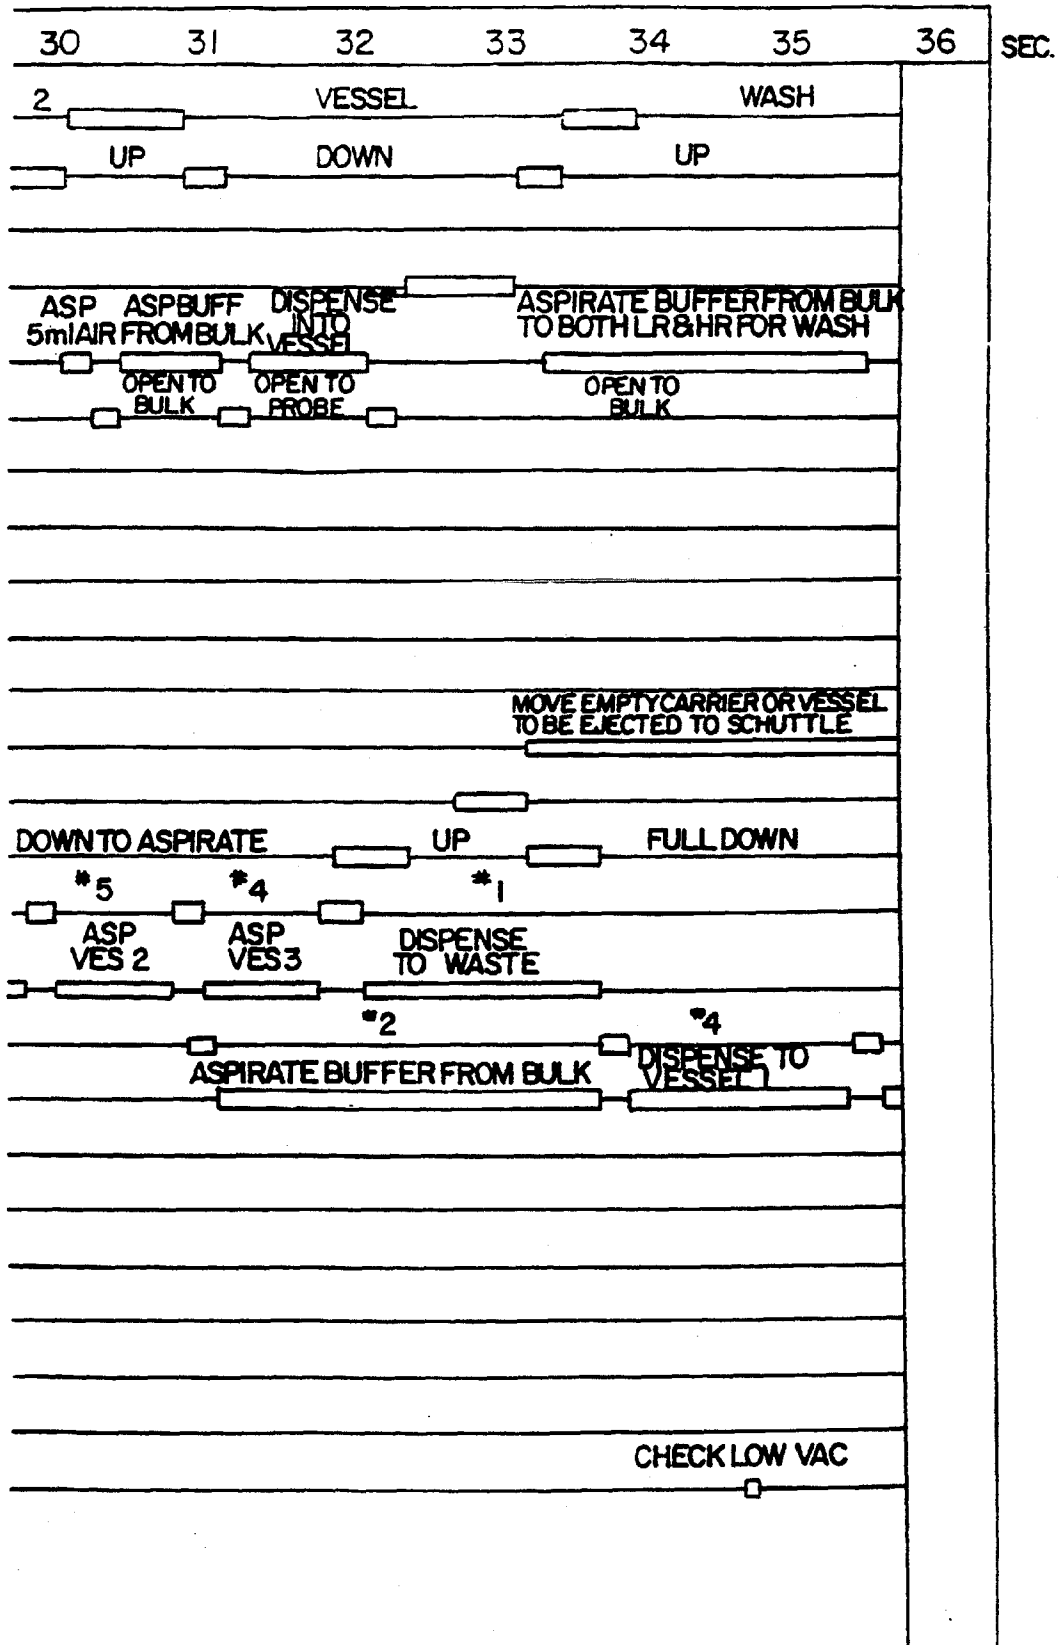 30 31 32 33 34 35 36 SEC.
2 VESSEL WASH
UP DOWN UP
ASP ASP BUFF DISPENSE ASPIRATE BUFFER FROM BULK
5ml AIR FROM BULK INTO TO BOTH LR & HR FOR WASH
VESSEL
OPEN TO OPEN TO OPEN TO
BULK PROBE BULK
MOVE EMPTY CARRIER OR VESSEL
TO BE EJECTED TO SCHUTTLE
DOWN TO ASPIRATE UP FULL DOWN
#5 #4 #1
ASP ASP DISPENSE
VES 2 VES 3 TO WASTE
#2 #4
ASPIRATE BUFFER FROM BULK DISPENSE TO
VESSEL 1
CHECK LOW VAC